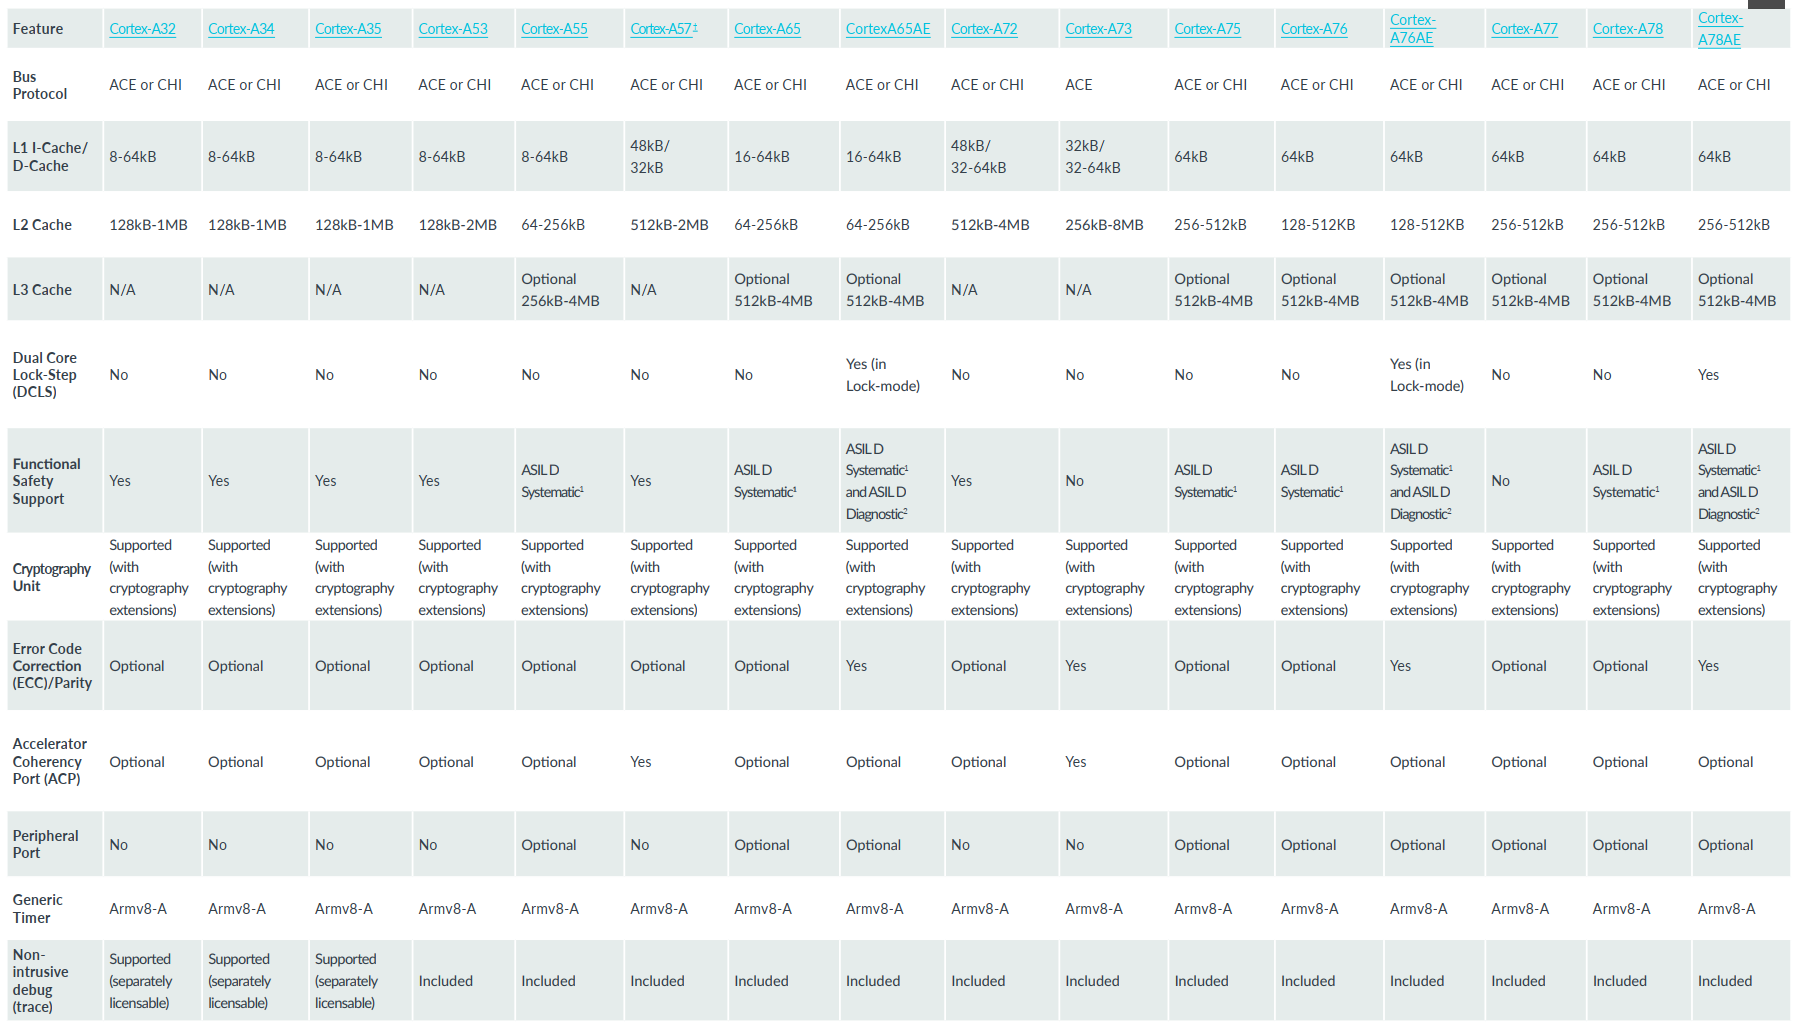 Feature Cortex-A32 Cortex-A34 Cortex-A35 Cortex-A53 Cortex-A55 Cortex-A57‡ Cortex-A65 CortexA65AE Cortex-A72 Cortex-A73 Cortex-A75 Cortex-A76 Cortex-A76AE Cortex-A77 Cortex-A78 Cortex-A78AE
Bus Protocol ACE or CHI ACE or CHI ACE or CHI ACE or CHI ACE or CHI ACE or CHI ACE or CHI ACE or CHI ACE or CHI ACE ACE or CHI ACE or CHI ACE or CHI ACE or CHI ACE or CHI ACE or CHI
L1 I-Cache/ D-Cache 8-64kB 8-64kB 8-64kB 8-64kB 8-64kB 48kB/ 32kB 16-64kB 16-64kB 48kB/ 32-64kB 32kB/ 32-64kB 64kB 64kB 64kB 64kB 64kB 64kB
L2 Cache 128kB-1MB 128kB-1MB 128kB-1MB 128kB-2MB 64-256kB 512kB-2MB 64-256kB 64-256kB 512kB-4MB 256kB-8MB 256-512kB 128-512KB 128-512KB 256-512kB 256-512kB 256-512kB
L3 Cache N/A N/A N/A N/A Optional 256kB-4MB N/A Optional 512kB-4MB Optional 512kB-4MB N/A N/A Optional 512kB-4MB Optional 512kB-4MB Optional 512kB-4MB Optional 512kB-4MB Optional 512kB-4MB Optional 512kB-4MB
Dual Core Lock-Step (DCLS) No No No No No No No Yes (in Lock-mode) No No No No Yes (in Lock-mode) No No Yes
Functional Safety Support Yes Yes Yes Yes ASIL D Systematic¹ Yes ASIL D Systematic¹ ASIL D Systematic¹ and ASIL D Diagnostic² Yes No ASIL D Systematic¹ ASIL D Systematic¹ ASIL D Systematic¹ and ASIL D Diagnostic² No ASIL D Systematic¹ ASIL D Systematic¹ and ASIL D Diagnostic²
Cryptography Unit Supported (with cryptography extensions) Supported (with cryptography extensions) Supported (with cryptography extensions) Supported (with cryptography extensions) Supported (with cryptography extensions) Supported (with cryptography extensions) Supported (with cryptography extensions) Supported (with cryptography extensions) Supported (with cryptography extensions) Supported (with cryptography extensions) Supported (with cryptography extensions) Supported (with cryptography extensions) Supported (with cryptography extensions) Supported (with cryptography extensions) Supported (with cryptography extensions) Supported (with cryptography extensions)
Error Code Correction (ECC)/Parity Optional Optional Optional Optional Optional Optional Optional Yes Optional Yes Optional Optional Yes Optional Optional Yes
Accelerator Coherency Port (ACP) Optional Optional Optional Optional Optional Yes Optional Optional Optional Yes Optional Optional Optional Optional Optional Optional
Peripheral Port No No No No Optional No Optional Optional No No Optional Optional Optional Optional Optional Optional
Generic Timer Armv8-A Armv8-A Armv8-A Armv8-A Armv8-A Armv8-A Armv8-A Armv8-A Armv8-A Armv8-A Armv8-A Armv8-A Armv8-A Armv8-A Armv8-A Armv8-A
Non-intrusive debug (trace) Supported (separately licensable) Supported (separately licensable) Supported (separately licensable) Included Included Included Included Included Included Included Included Included Included Included Included Included